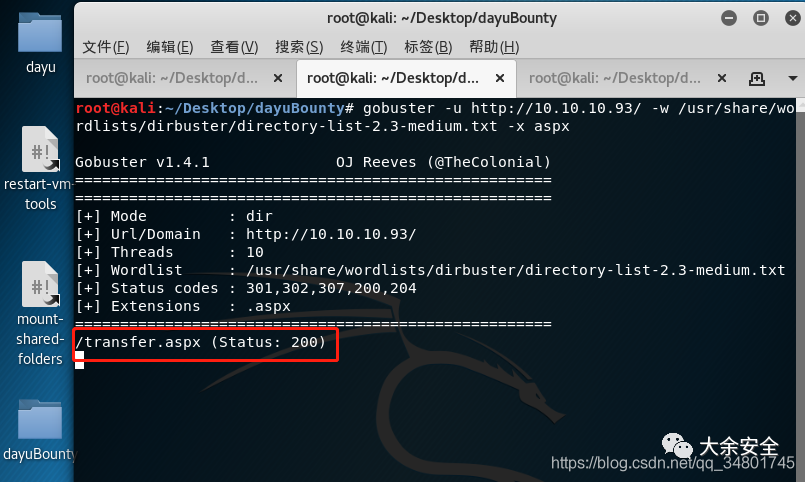 root@kali: ~/Desktop/dayuBounty
文件(F) 编辑(E) 查看(V) 搜索(S) 终端(T) 标签(B) 帮助(H)
root@kali: ~/Desktop/d... × root@kali: ~/Desktop/d... × root@kali: ~/Desktop/d... ×
root@kali:~/Desktop/dayuBounty# gobuster -u http://10.10.10.93/ -w /usr/share/wo
rdlists/dirbuster/directory-list-2.3-medium.txt -x aspx
Gobuster v1.4.1 OJ Reeves (@TheColonial)
=====================================================
=====================================================
[+] Mode : dir
[+] Url/Domain : http://10.10.10.93/
[+] Threads : 10
[+] Wordlist : /usr/share/wordlists/dirbuster/directory-list-2.3-medium.txt
[+] Status codes : 301,302,307,200,204
[+] Extensions : .aspx
=====================================================
/transfer.aspx (Status: 200)
dayu
#!
restart-vm-
tools
#!
mount-
shared-
folders
dayuBounty
大余安全
https://blog.csdn.net/qq_34801745